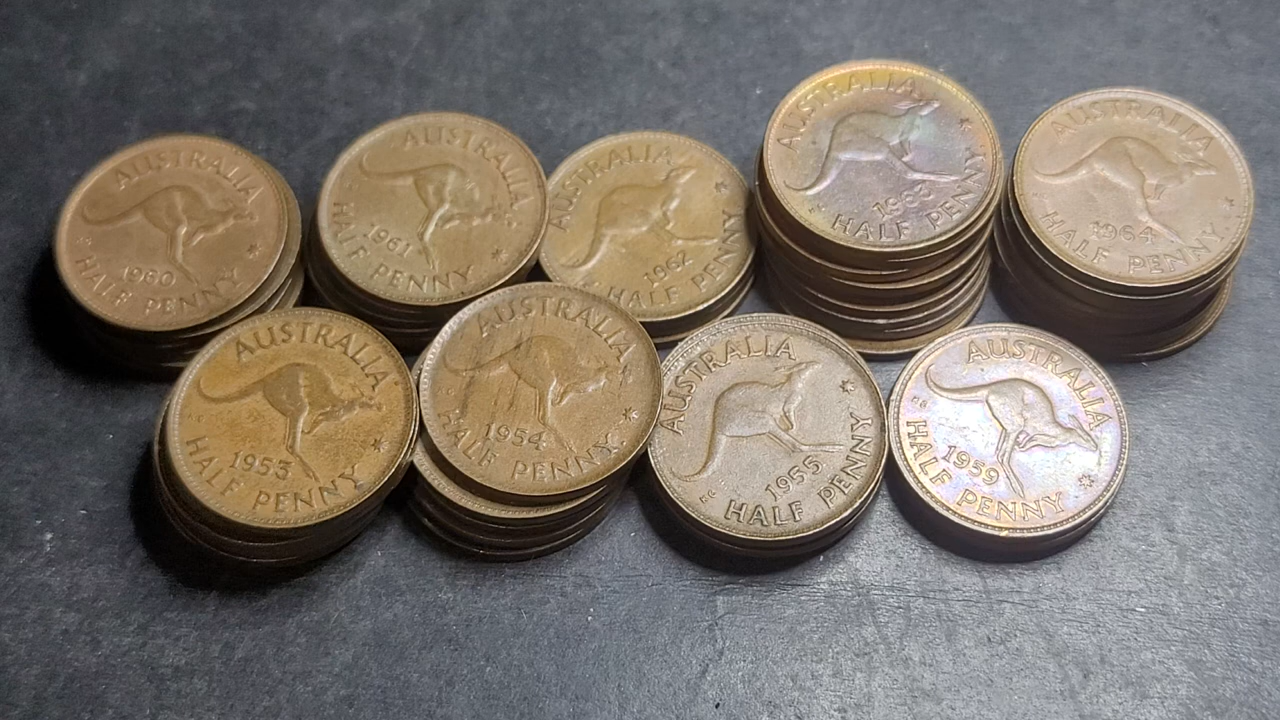 AUSTRALIA
1960
HALF PENNY
AUSTRALIA
1961
HALF PENNY
AUSTRALIA
1962
HALF PENNY
AUSTRALIA
1963
HALF PENNY
AUSTRALIA
1964
HALF PENNY
AUSTRALIA
1953
HALF PENNY
AUSTRALIA
1954
HALF PENNY.
AUSTRALIA
1955
HALF PENNY
AUSTRALIA
1959
HALF PENNY